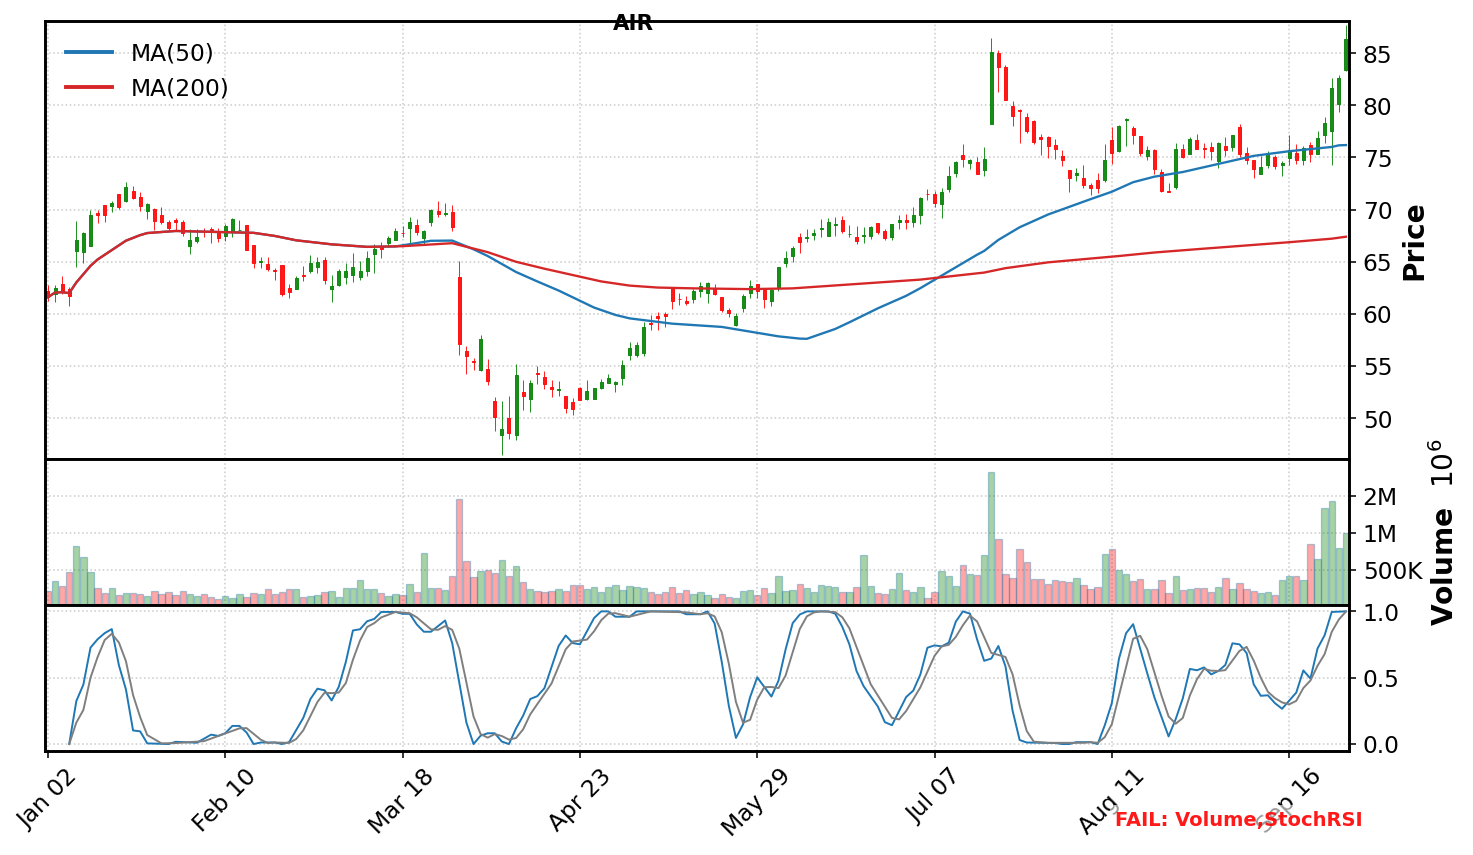 AIR
MA(50)
MA(200)
85
80
75
70
65
60
55
50
Price
2M
1M
500K
Volume 10⁶
1.0
0.5
0.0
Jan 02
Feb 10
Mar 18
Apr 23
May 29
Jul 07
Aug 11
Sep 16
FAIL: Volume,StochRSI